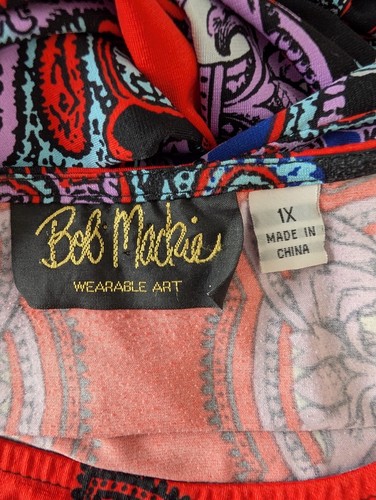 Bob Mackie
WEARABLE ART
1X
MADE IN
CHINA